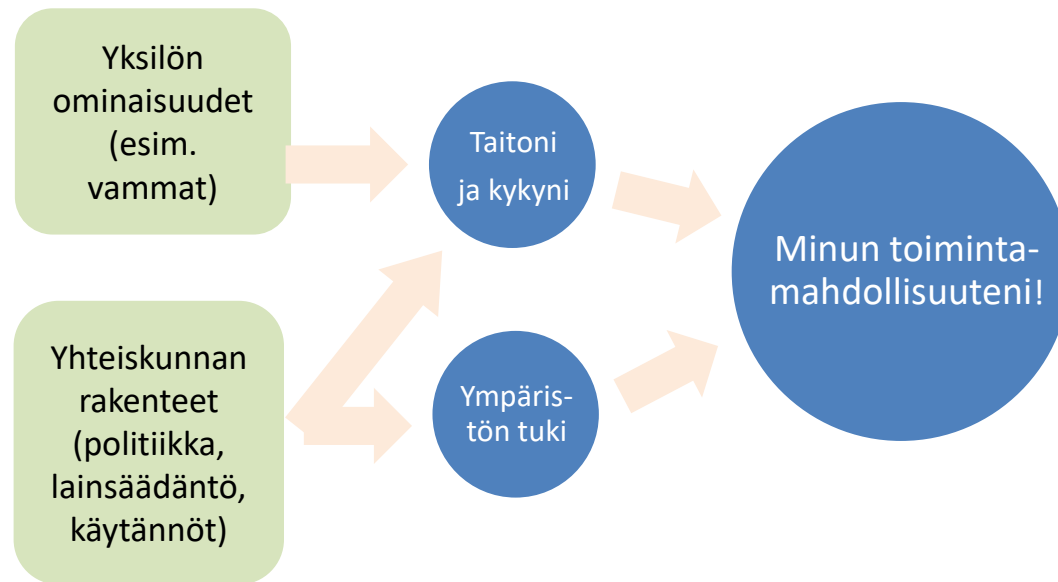 Yksilön
ominaisuudet
(esim.
vammat)
Taitoni
ja kykyni
Minun toiminta-
mahdollisuuteni!
Yhteiskunnan
rakenteet
(politiikka,
lainsäädäntö,
käytännöt)
Ympäris-
tön tuki